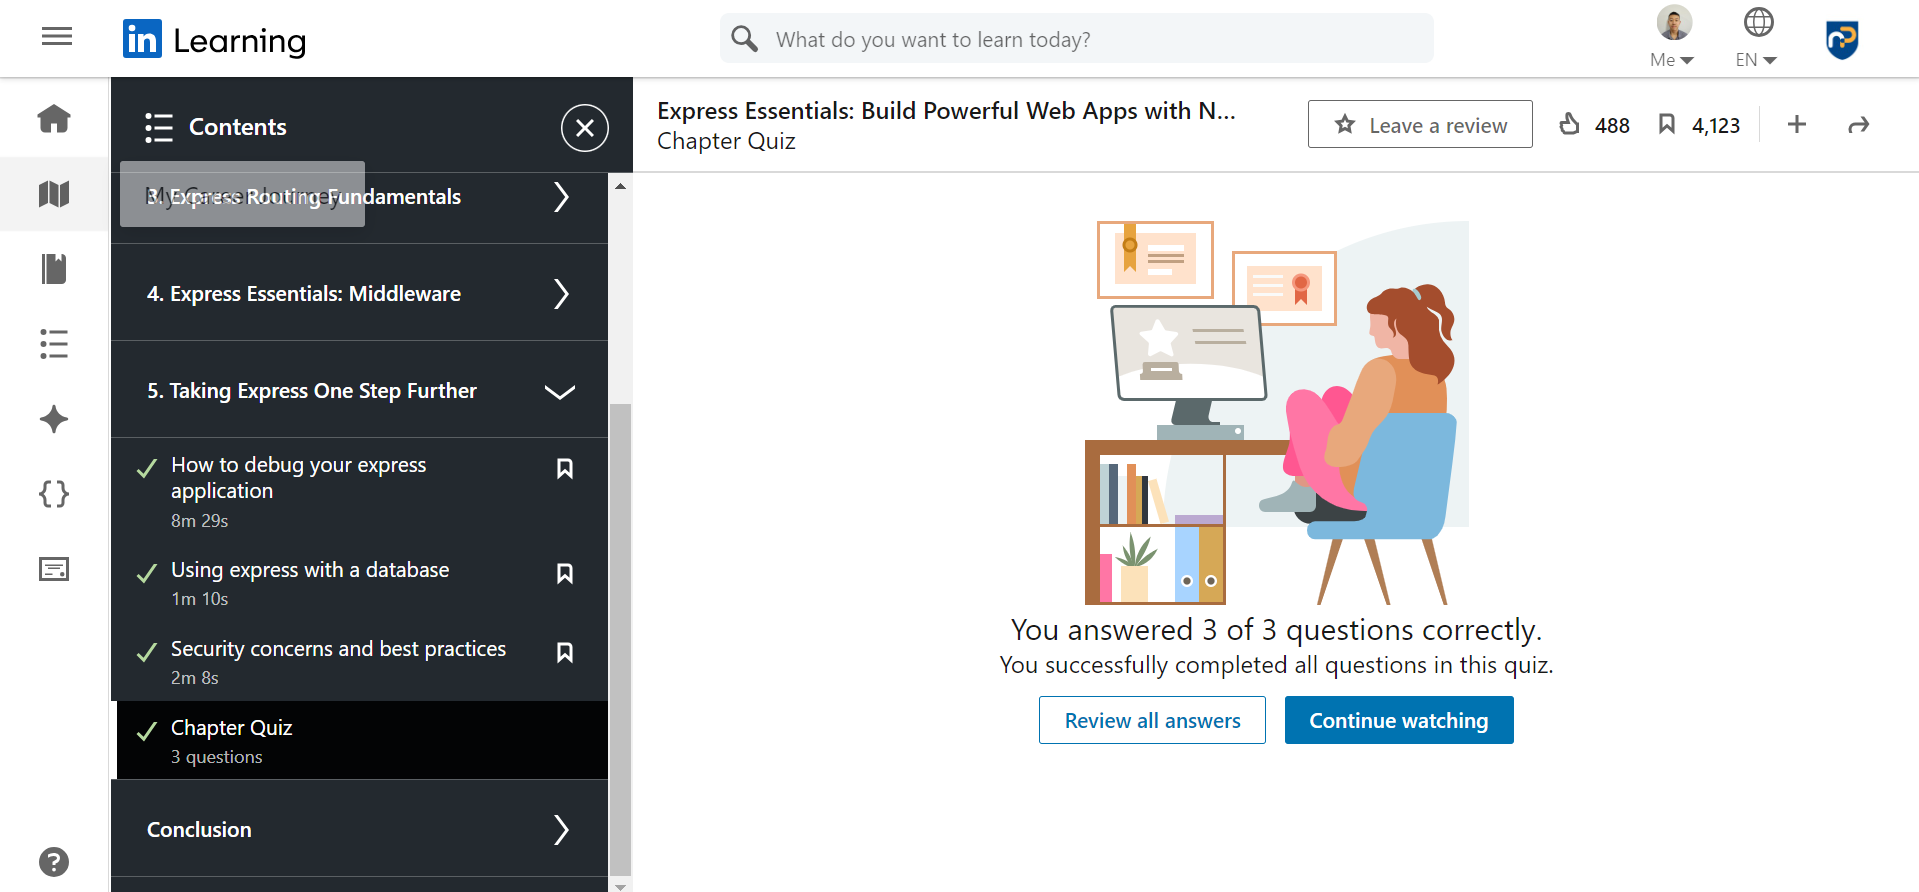 in Learning
What do you want to learn today?
Me
EN
Contents
Express Essentials: Build Powerful Web Apps with N...
Chapter Quiz
Leave a review
488
4,123
My Career Journey
3. Express Routing Fundamentals
4. Express Essentials: Middleware
5. Taking Express One Step Further
How to debug your express
application
8m 29s
Using express with a database
1m 10s
Security concerns and best practices
2m 8s
Chapter Quiz
3 questions
Conclusion
You answered 3 of 3 questions correctly.
You successfully completed all questions in this quiz.
Review all answers
Continue watching